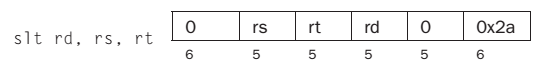 slt rd, rs, rt 0 rs rt rd 0 0x2a
6 5 5 5 5 6